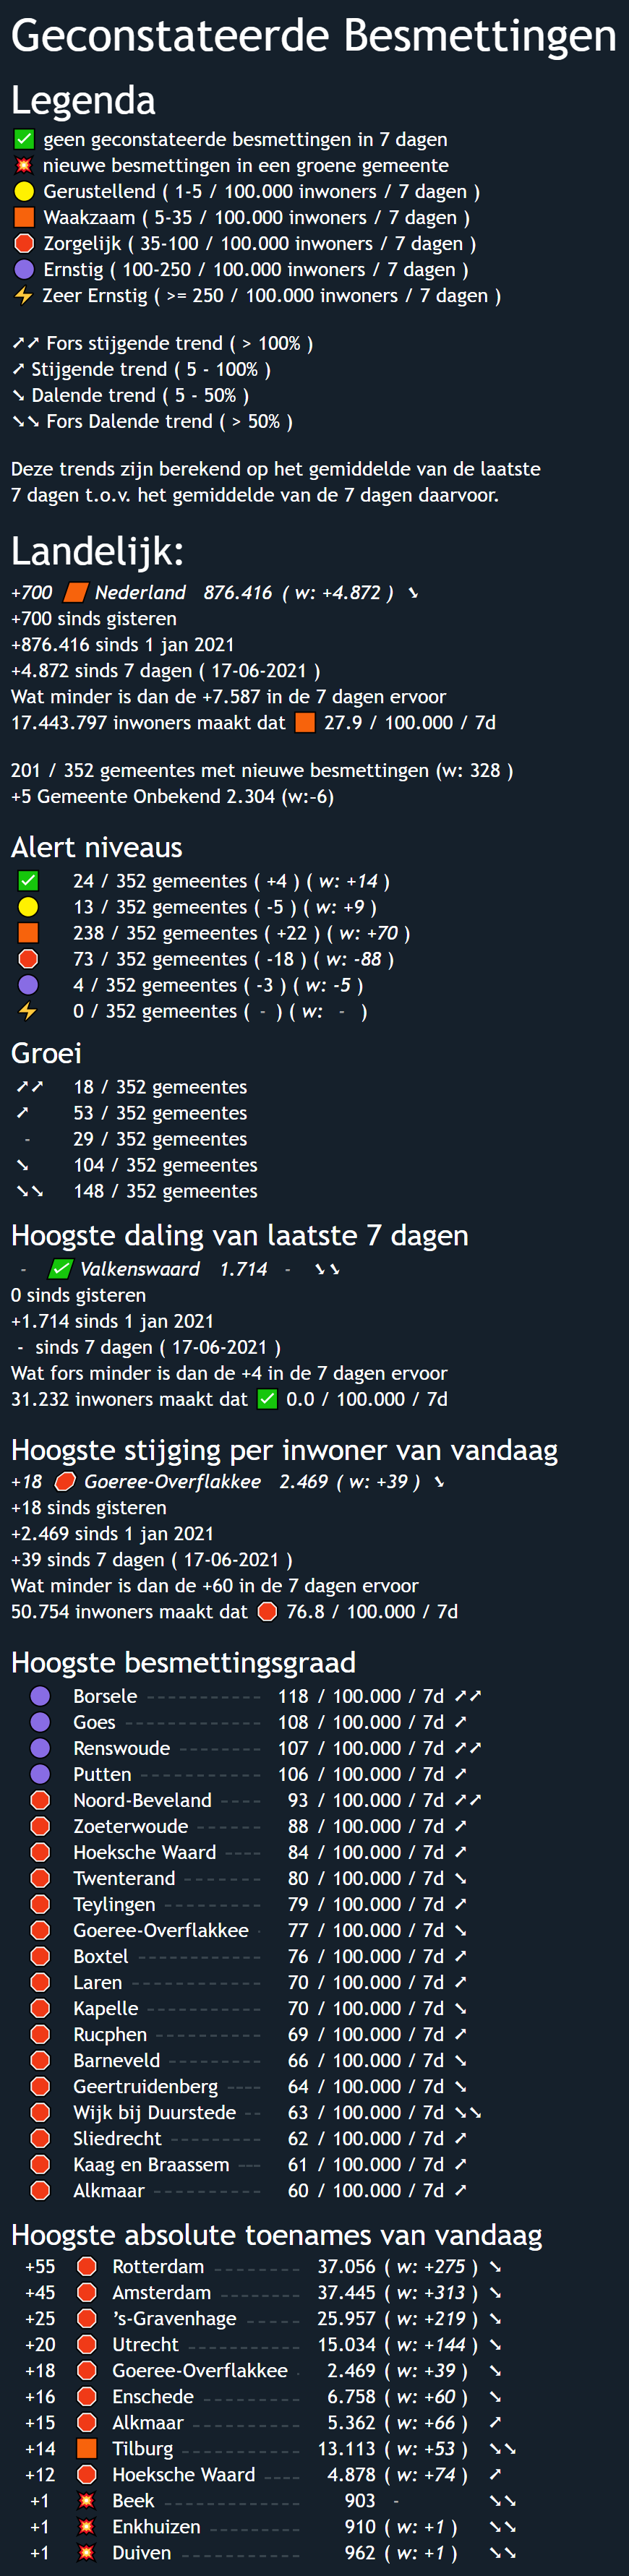 Geconstateerde Besmettingen
Legenda
✅ geen geconstateerde besmettingen in 7 dagen
💥 nieuwe besmettingen in een groene gemeente
🟡 Gerustellend ( 1-5 / 100.000 inwoners / 7 dagen )
🟧 Waakzaam ( 5-35 / 100.000 inwoners / 7 dagen )
🛑 Zorgelijk ( 35-100 / 100.000 inwoners / 7 dagen )
🟣 Ernstig ( 100-250 / 100.000 inwoners / 7 dagen )
⚡ Zeer Ernstig ( >= 250 / 100.000 inwoners / 7 dagen )
➚➚ Fors stijgende trend ( > 100% )
➚ Stijgende trend ( 5 - 100% )
➘ Dalende trend ( 5 - 50% )
➘➘ Fors Dalende trend ( > 50% )
Deze trends zijn berekend op het gemiddelde van de laatste
7 dagen t.o.v. het gemiddelde van de 7 dagen daarvoor.
Landelijk:
+700 🟧 Nederland 876.416 ( w: +4.872 ) ➘
+700 sinds gisteren
+876.416 sinds 1 jan 2021
+4.872 sinds 7 dagen ( 17-06-2021 )
Wat minder is dan de +7.587 in de 7 dagen ervoor
17.443.797 inwoners maakt dat 🟧 27.9 / 100.000 / 7d
201 / 352 gemeentes met nieuwe besmettingen (w: 328 )
+5 Gemeente Onbekend 2.304 (w:-6)
Alert niveaus
✅ 24 / 352 gemeentes ( +4 ) ( w: +14 )
🟡 13 / 352 gemeentes ( -5 ) ( w: +9 )
🟧 238 / 352 gemeentes ( +22 ) ( w: +70 )
🛑 73 / 352 gemeentes ( -18 ) ( w: -88 )
🟣 4 / 352 gemeentes ( -3 ) ( w: -5 )
⚡ 0 / 352 gemeentes ( - ) ( w: - )
Groei
➚➚ 18 / 352 gemeentes
➚ 53 / 352 gemeentes
- 29 / 352 gemeentes
➘ 104 / 352 gemeentes
➘➘ 148 / 352 gemeentes
Hoogste daling van laatste 7 dagen
- ✅ Valkenswaard 1.714 - ➘➘
0 sinds gisteren
+1.714 sinds 1 jan 2021
- sinds 7 dagen ( 17-06-2021 )
Wat fors minder is dan de +4 in de 7 dagen ervoor
31.232 inwoners maakt dat ✅ 0.0 / 100.000 / 7d
Hoogste stijging per inwoner van vandaag
+18 🛑 Goeree-Overflakkee 2.469 ( w: +39 ) ➘
+18 sinds gisteren
+2.469 sinds 1 jan 2021
+39 sinds 7 dagen ( 17-06-2021 )
Wat minder is dan de +60 in de 7 dagen ervoor
50.754 inwoners maakt dat 🛑 76.8 / 100.000 / 7d
Hoogste besmettingsgraad
🟣 Borsele ----------- 118 / 100.000 / 7d ➚➚
🟣 Goes ------------- 108 / 100.000 / 7d ➚
🟣 Renswoude -------- 107 / 100.000 / 7d ➚➚
🟣 Putten ------------ 106 / 100.000 / 7d ➚
🛑 Noord-Beveland ---- 93 / 100.000 / 7d ➚➚
🛑 Zoeterwoude ------ 88 / 100.000 / 7d ➚
🛑 Hoeksche Waard ---- 84 / 100.000 / 7d ➚
🛑 Twenterand -------- 80 / 100.000 / 7d ➘
🛑 Teylingen --------- 79 / 100.000 / 7d ➚
🛑 Goeree-Overflakkee - 77 / 100.000 / 7d ➘
🛑 Boxtel ------------ 76 / 100.000 / 7d ➚
🛑 Laren ------------ 70 / 100.000 / 7d ➚
🛑 Kapelle ----------- 70 / 100.000 / 7d ➘
🛑 Rucphen ---------- 69 / 100.000 / 7d ➚
🛑 Barneveld --------- 66 / 100.000 / 7d ➘
🛑 Geertruidenberg ---- 64 / 100.000 / 7d ➘
🛑 Wijk bij Duurstede -- 63 / 100.000 / 7d ➘➘
🛑 Sliedrecht --------- 62 / 100.000 / 7d ➚
🛑 Kaag en Braassem --- 61 / 100.000 / 7d ➚
🛑 Alkmaar ---------- 60 / 100.000 / 7d ➚
Hoogste absolute toenames van vandaag
+55 🛑 Rotterdam -------- 37.056 ( w: +275 ) ➘
+45 🛑 Amsterdam -------- 37.445 ( w: +313 ) ➘
+25 🛑 's-Gravenhage ----- 25.957 ( w: +219 ) ➘
+20 🛑 Utrecht ---------- 15.034 ( w: +144 ) ➘
+18 🛑 Goeree-Overflakkee - 2.469 ( w: +39 ) ➘
+16 🛑 Enschede --------- 6.758 ( w: +60 ) ➘
+15 🛑 Alkmaar ---------- 5.362 ( w: +66 ) ➚
+14 🟧 Tilburg ----------- 13.113 ( w: +53 ) ➘➘
+12 🛑 Hoeksche Waard ---- 4.878 ( w: +74 ) ➚
+1 💥 Beek ------------- 903 - ➘➘
+1 💥 Enkhuizen -------- 910 ( w: +1 ) ➘➘
+1 💥 Duiven ----------- 962 ( w: +1 ) ➘➘